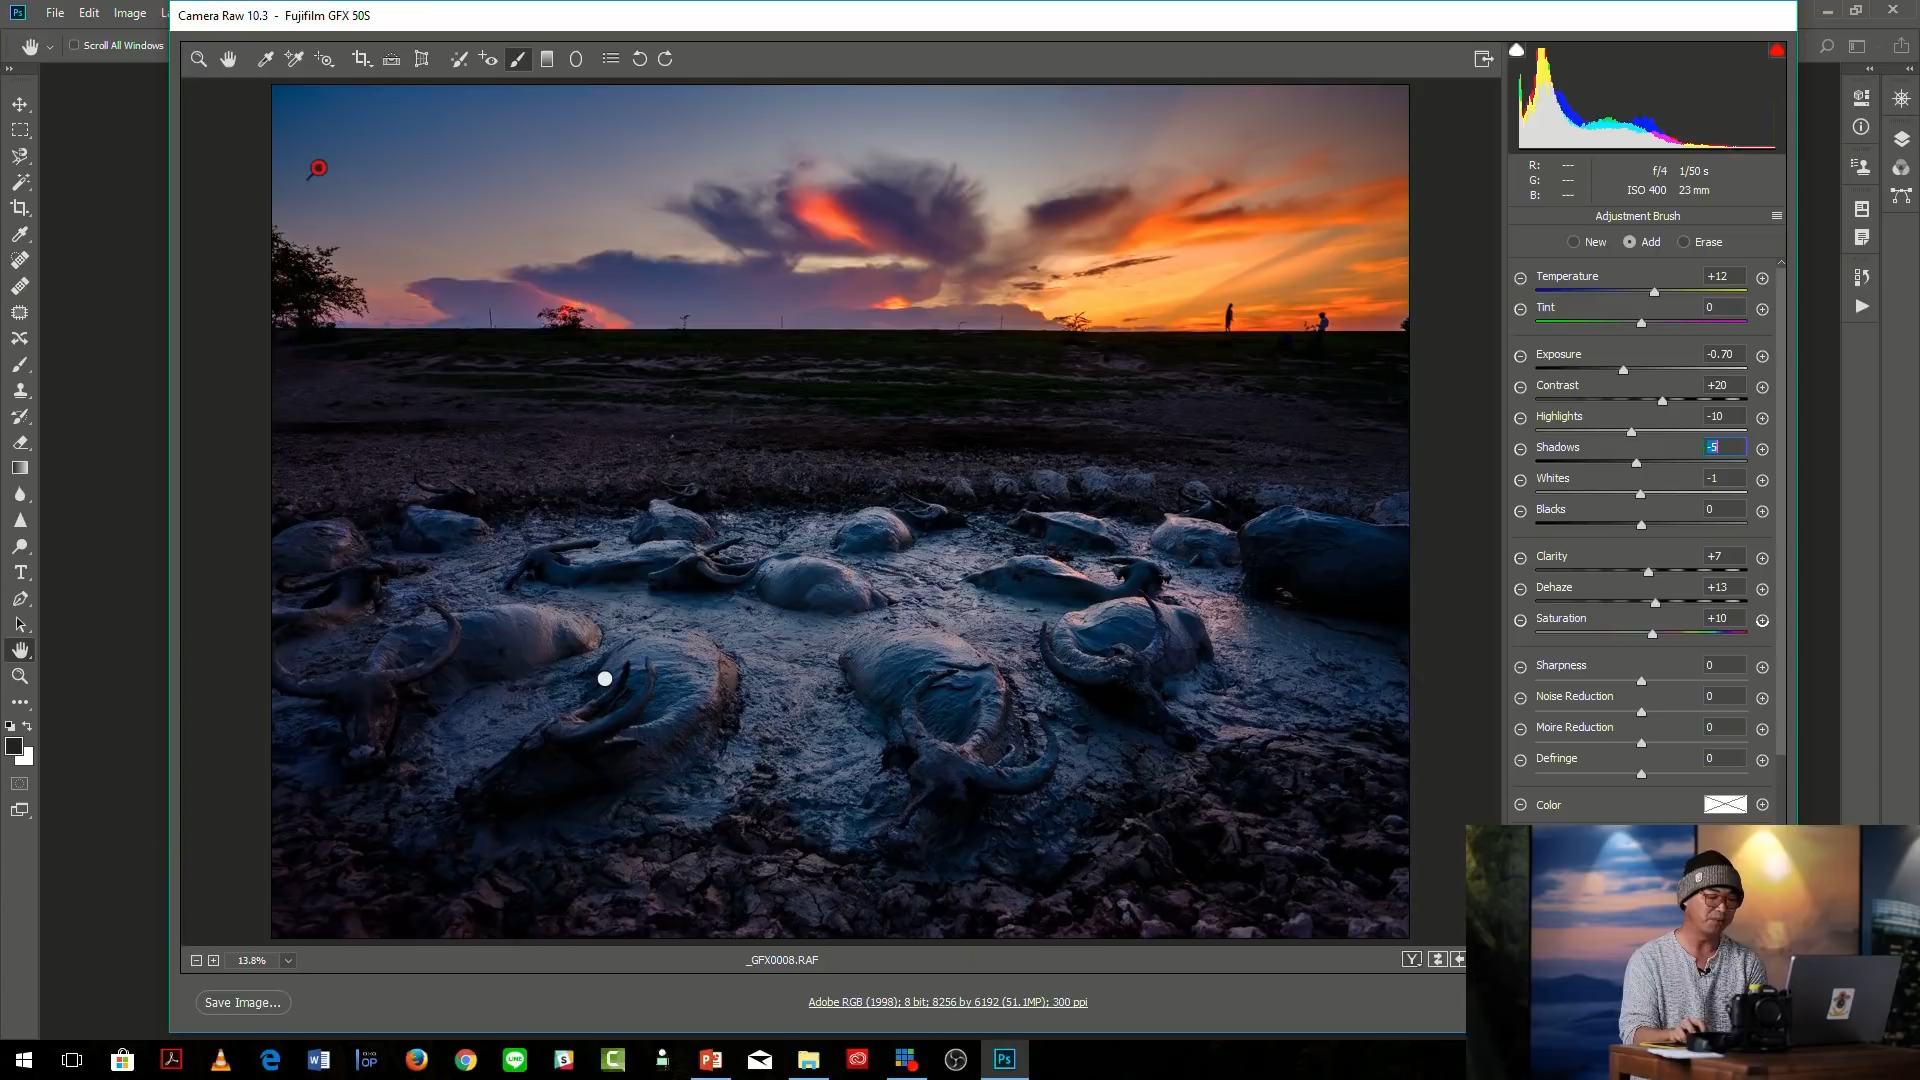 Ps File Edit Image
Camera Raw 10.3 - Fujifilm GFX 50S
Scroll All Windows
R: ---
G: ---
B: ---
f/4 1/50 s
ISO 400 23 mm
Adjustment Brush
New Add Erase
Temperature +12
Tint 0
Exposure -0.70
Contrast +20
Highlights -10
Shadows -5
Whites -1
Blacks 0
Clarity +7
Dehaze +13
Saturation +10
Sharpness 0
Noise Reduction 0
Moire Reduction 0
Defringe 0
Color
13.8%
_GFX0008.RAF
Y
Save Image...
Adobe RGB (1998); 8 bit; 8256 by 6192 (51.1MP); 300 ppi
LINE
OP
Ps